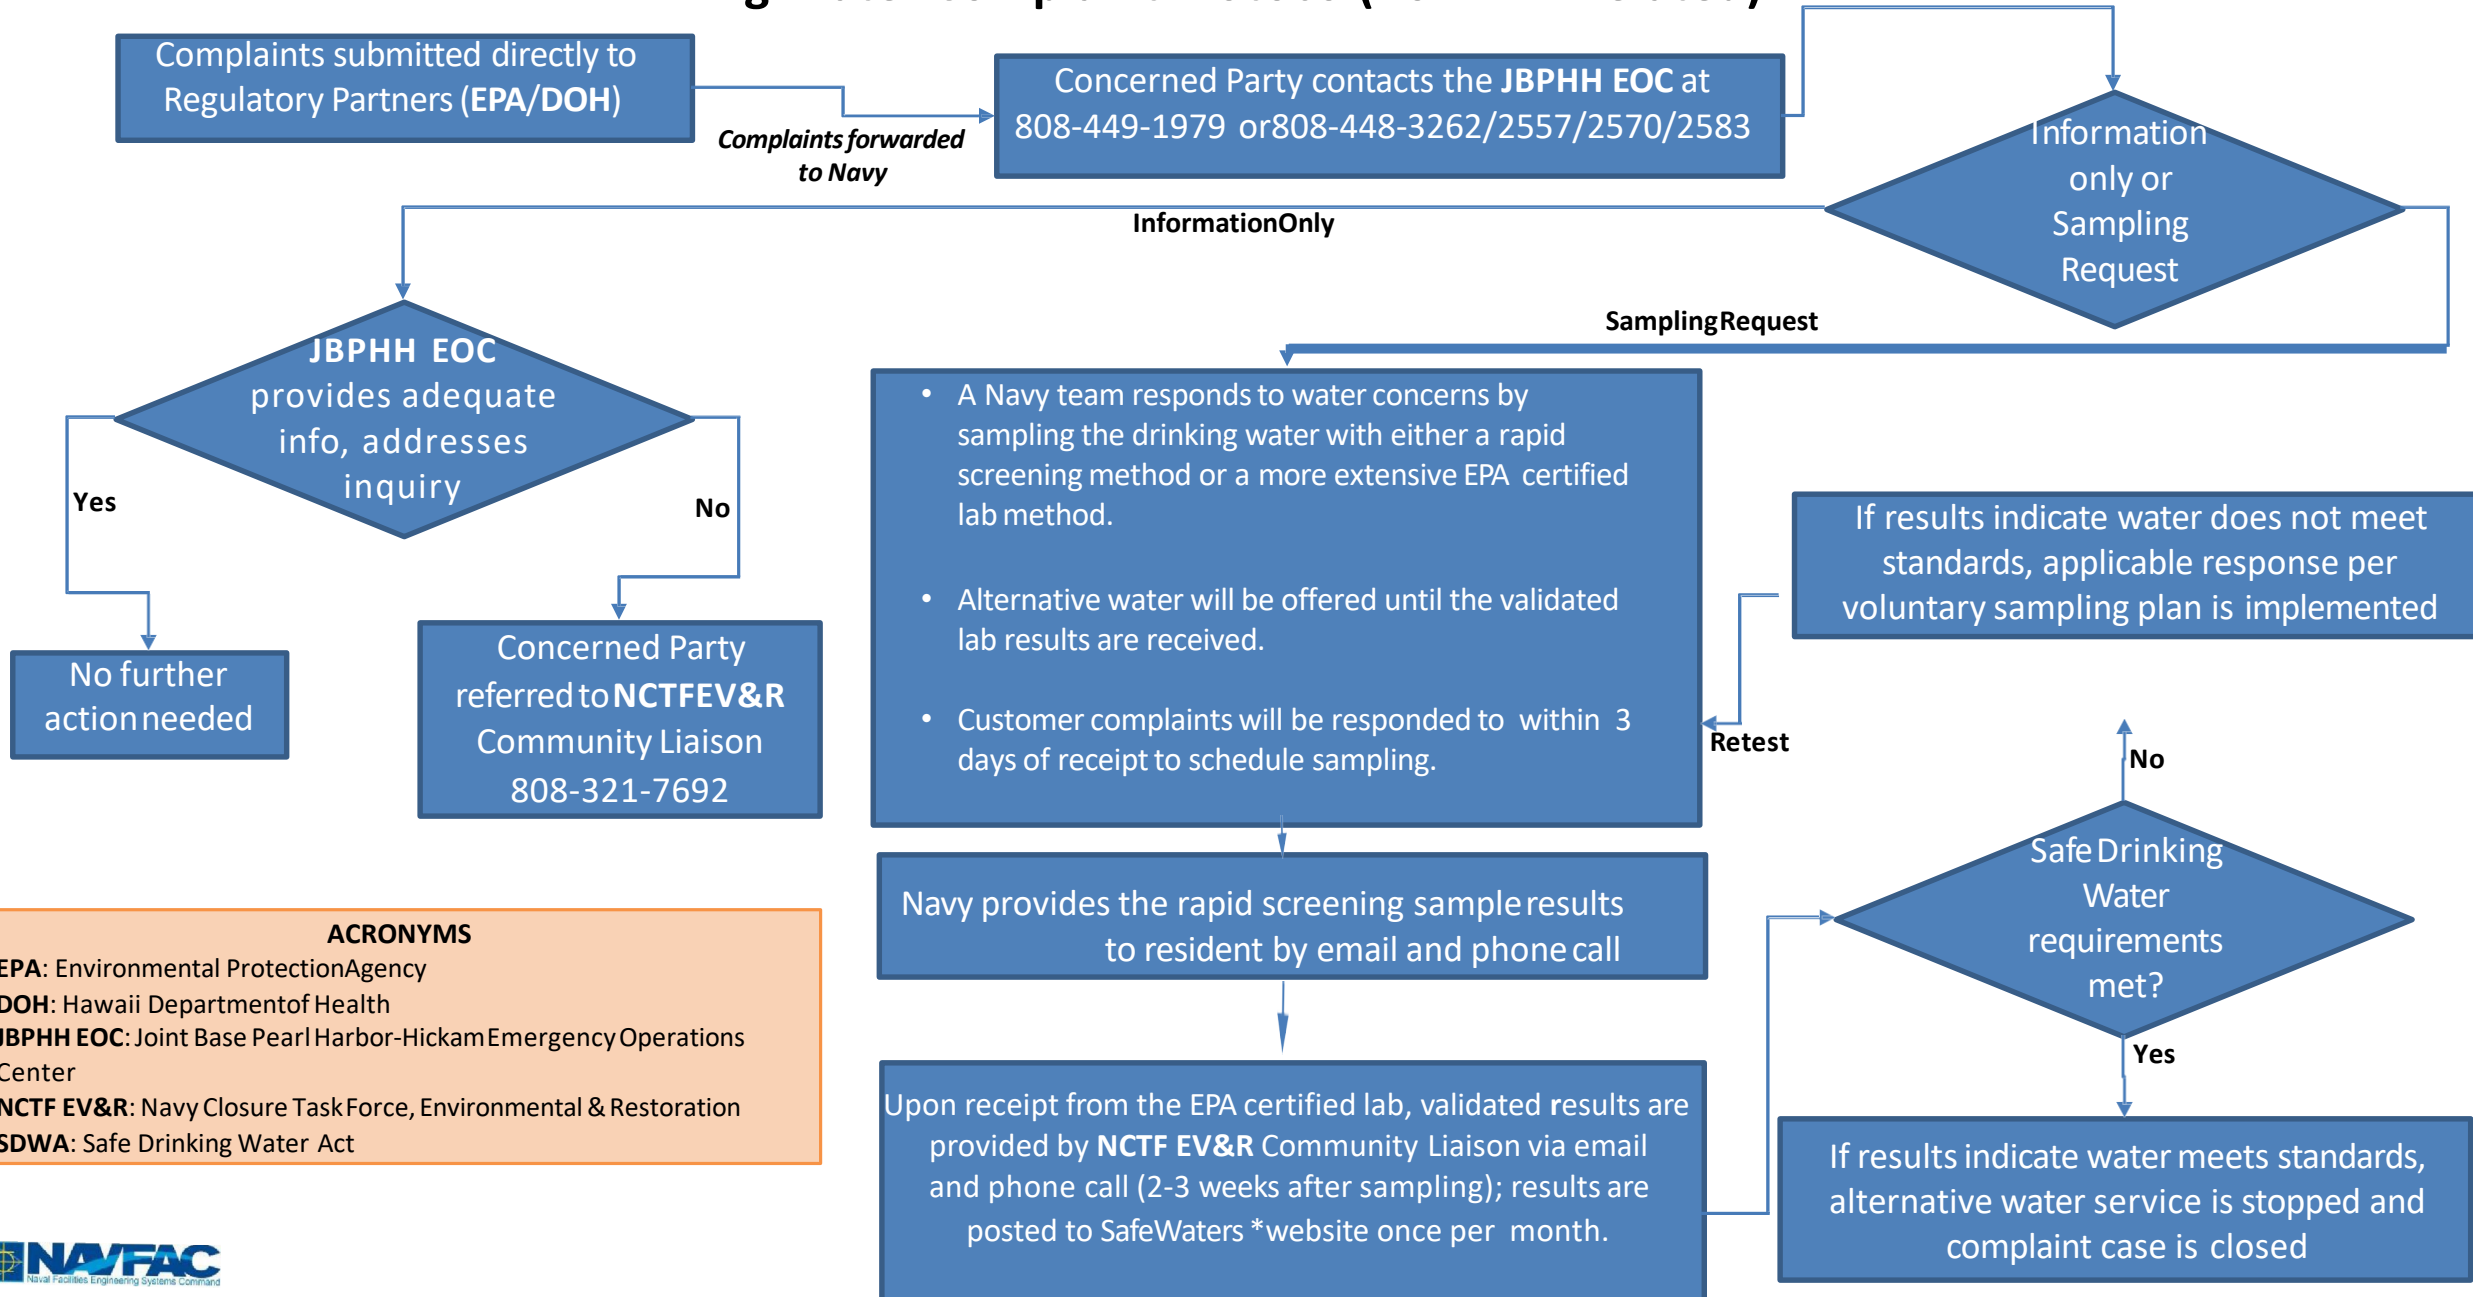 Complaints submitted directly to
Regulatory Partners (EPA/DOH)
Complaints forwarded
to Navy
Concerned Party contacts the JBPHH EOC at
808-449-1979 or808-448-3262/2557/2570/2583
Information
only or
Sampling
Request
InformationOnly
SamplingRequest
JBPHH EOC
provides adequate
info, addresses
inquiry
Yes
No
No further
action needed
Concerned Party
referred to NCTFEV&R
Community Liaison
808-321-7692
• A Navy team responds to water concerns by
sampling the drinking water with either a rapid
screening method or a more extensive EPA certified
lab method.
• Alternative water will be offered until the validated
lab results are received.
• Customer complaints will be responded to within 3
days of receipt to schedule sampling.
If results indicate water does not meet
standards, applicable response per
voluntary sampling plan is implemented
Retest
No
Navy provides the rapid screening sample results
to resident by email and phone call
Safe Drinking
Water
requirements
met?
Yes
Upon receipt from the EPA certified lab, validated results are
provided by NCTF EV&R Community Liaison via email
and phone call (2-3 weeks after sampling); results are
posted to SafeWaters *website once per month.
If results indicate water meets standards,
alternative water service is stopped and
complaint case is closed
ACRONYMS
EPA: Environmental ProtectionAgency
DOH: Hawaii Departmentof Health
JBPHH EOC: Joint Base Pearl Harbor-Hickam Emergency Operations
Center
NCTF EV&R: Navy Closure Task Force, Environmental & Restoration
SDWA: Safe Drinking Water Act
NAVFAC
Naval Facilities Engineering Systems Command